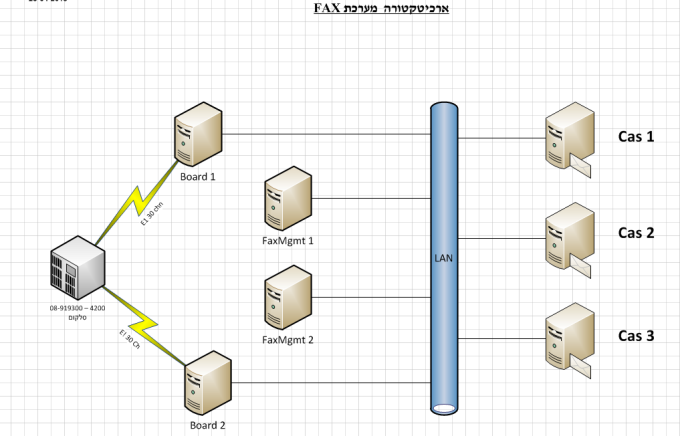 ארכיטקטורה מערכת FAX
Board 1
Cas 1
E1 30 chn
FaxMgmt 1
Cas 2
LAN
08-919300 – 4200
סלקום
E1 30 Ch
FaxMgmt 2
Cas 3
Board 2